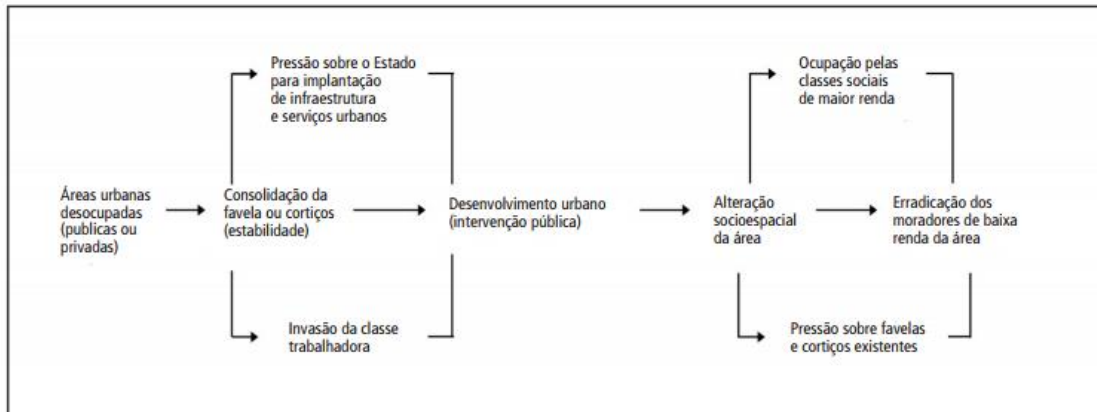 Pressão sobre o Estado
para implantação
de infraestrutura
e serviços urbanos
Ocupação pelas
classes sociais
de maior renda
Áreas urbanas
desocupadas
(publicas ou
privadas)
Consolidação da
favela ou cortiços
(estabilidade)
Desenvolvimento urbano
(intervenção pública)
Alteração
socioespacial
da área
Erradicação dos
moradores de baixa
renda da área
Invasão da classe
trabalhadora
Pressão sobre favelas
e cortiços existentes